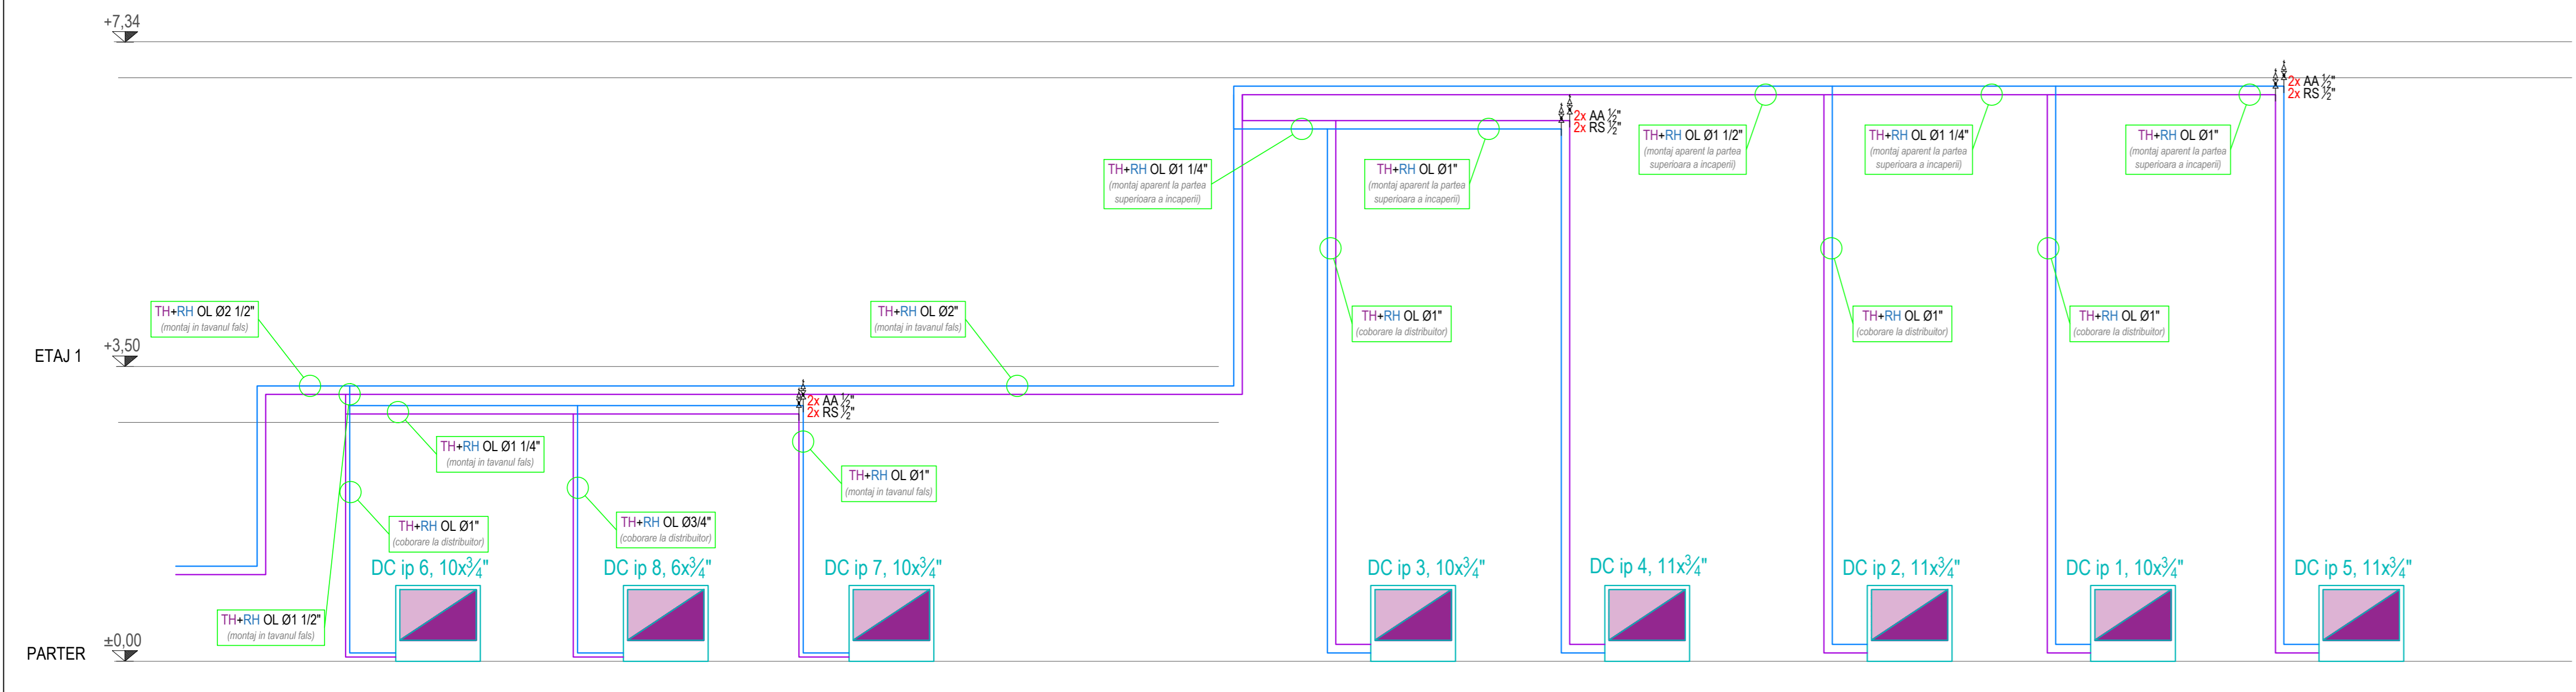 +7,34
2x AA ½"
2x RS ½"
2x AA ½"
2x RS ½"
TH+RH OL Ø1 1/2"
(montaj aparent la partea
superioara a incaperii)
TH+RH OL Ø1 1/4"
(montaj aparent la partea
superioara a incaperii)
TH+RH OL Ø1"
(montaj aparent la partea
superioara a incaperii)
TH+RH OL Ø1 1/4"
(montaj aparent la partea
superioara a incaperii)
TH+RH OL Ø1"
(montaj aparent la partea
superioara a incaperii)
TH+RH OL Ø2 1/2"
(montaj in tavanul fals)
TH+RH OL Ø2"
(montaj in tavanul fals)
TH+RH OL Ø1"
(coborare la distribuitor)
TH+RH OL Ø1"
(coborare la distribuitor)
TH+RH OL Ø1"
(coborare la distribuitor)
ETAJ 1
+3,50
2x AA ½"
2x RS ½"
TH+RH OL Ø1 1/4"
(montaj in tavanul fals)
TH+RH OL Ø1"
(montaj in tavanul fals)
TH+RH OL Ø1"
(coborare la distribuitor)
TH+RH OL Ø3/4"
(coborare la distribuitor)
DC ip 6, 10x¾"
DC ip 8, 6x¾"
DC ip 7, 10x¾"
DC ip 3, 10x¾"
DC ip 4, 11x¾"
DC ip 2, 11x¾"
DC ip 1, 10x¾"
DC ip 5, 11x¾"
TH+RH OL Ø1 1/2"
(montaj in tavanul fals)
±0,00
PARTER